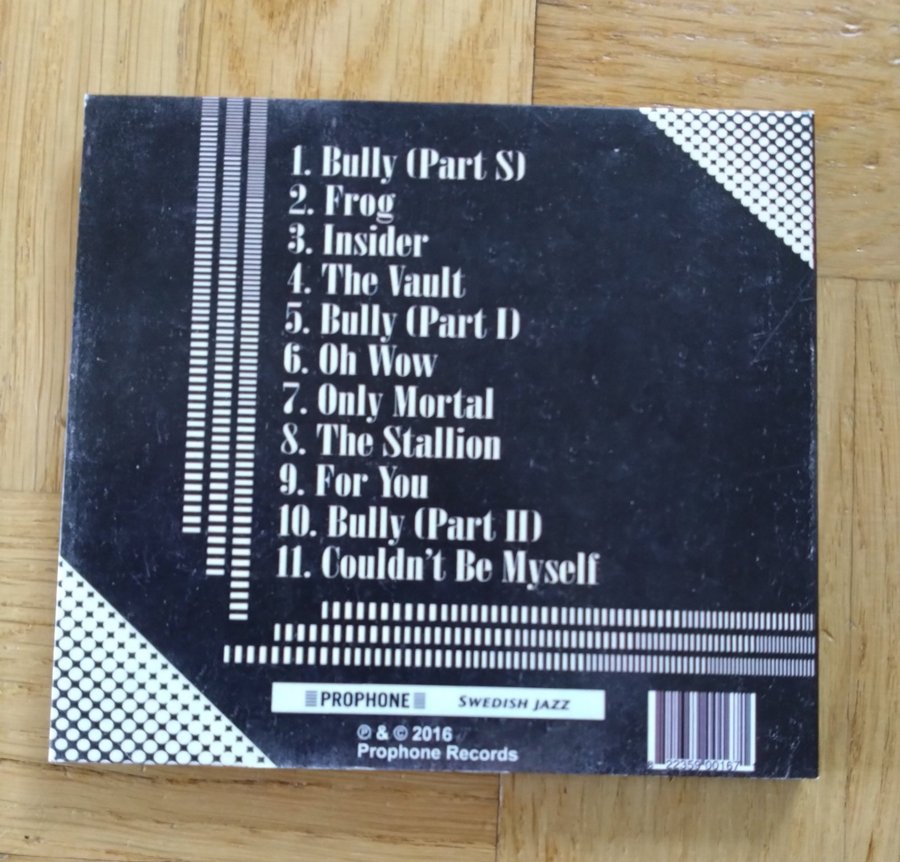 1. Bully (Part S)
2. Frog
3. Insider
4. The Vault
5. Bully (Part I)
6. Oh Wow
7. Only Mortal
8. The Stallion
9. For You
10. Bully (Part II)
11. Couldn't Be Myself
PROPHONE SWEDISH JAZZ
℗ & © 2016
Prophone Records